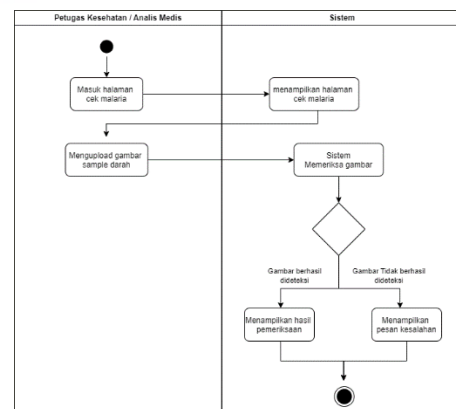 Petugas Kesehatan / Analis Medis
Sistem
Masuk halaman
cek malaria
menampilkan halaman
cek malaria
Mengupload gambar
sample darah
Sistem
Memeriksa gambar
Gambar berhasil
dideteksi
Gambar Tidak berhasil
dideteksi
Menampilkan hasil
pemeriksaan
Menampilkan
pesan kesalahan